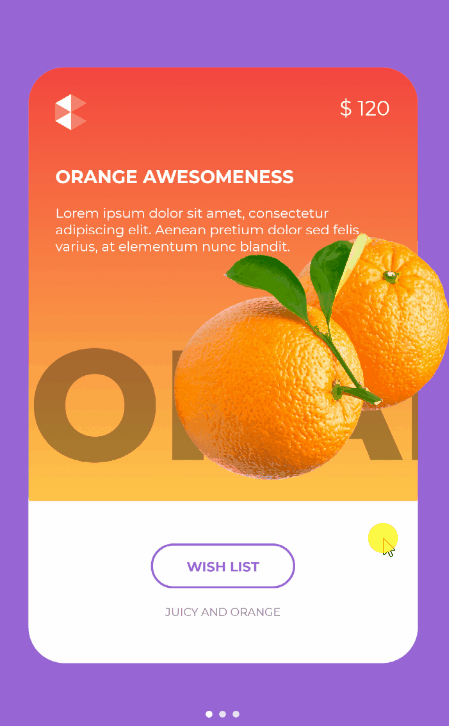 $ 120
ORANGE AWESOMENESS
Lorem ipsum dolor sit amet, consectetur
adipiscing elit. Aenean pretium dolor sed felis
varius, at elementum nunc blandit.
WISH LIST
JUICY AND ORANGE